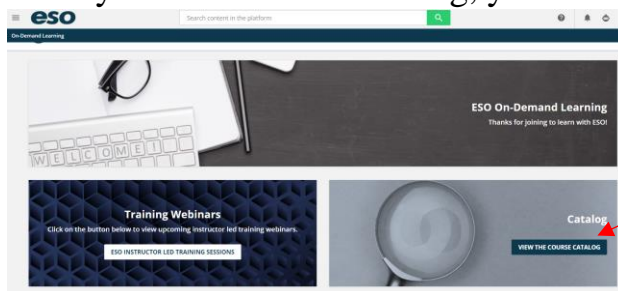 eso
Search content in the platform
On-Demand Learning
WELCOME!
ESO On-Demand Learning
Thanks for joining to learn with ESO!
Training Webinars
Click on the button below to view upcoming instructor led training webinars.
ESO INSTRUCTOR LED TRAINING SESSIONS
Catalog
VIEW THE COURSE CATALOG